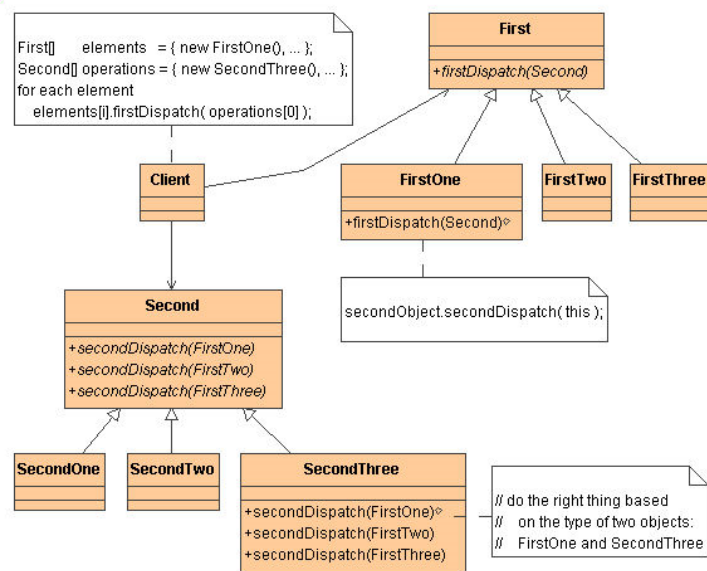 First[] elements = { new FirstOne(), ... };
Second[] operations = { new SecondThree(), ... };
for each element
elements[i].firstDispatch( operations[0] );
First
+firstDispatch(Second)
Client
FirstOne
+firstDispatch(Second)
FirstTwo
FirstThree
secondObject.secondDispatch( this );
Second
+secondDispatch(FirstOne)
+secondDispatch(FirstTwo)
+secondDispatch(FirstThree)
SecondOne
SecondTwo
SecondThree
+secondDispatch(FirstOne)
+secondDispatch(FirstTwo)
+secondDispatch(FirstThree)
// do the right thing based
// on the type of two objects:
// FirstOne and SecondThree